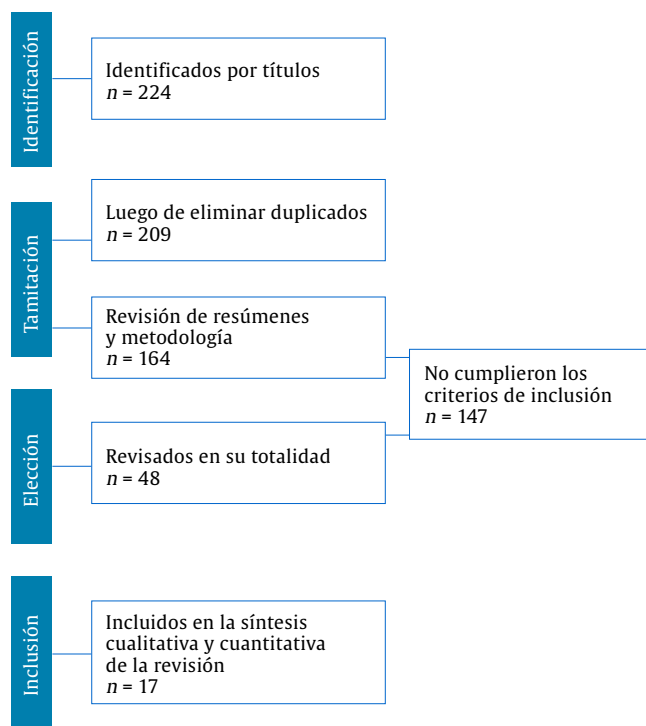 Identificación
Identificados por títulos
n = 224
Tamitación
Luego de eliminar duplicados
n = 209
Revisión de resúmenes
y metodología
n = 164
No cumplieron los
criterios de inclusión
n = 147
Elección
Revisados en su totalidad
n = 48
Inclusión
Incluidos en la síntesis
cualitativa y cuantitativa
de la revisión
n = 17